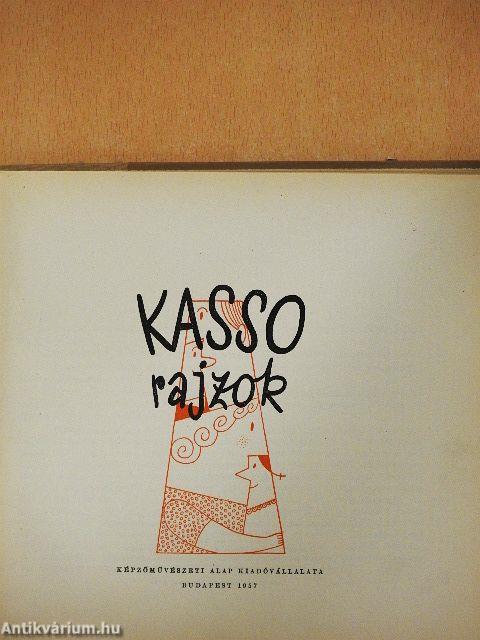 KASSO
rajzok
KÉPZŐMŰVÉSZETI ALAP KIADÓVÁLLALATA
BUDAPEST 1957
Antikvárium.hu